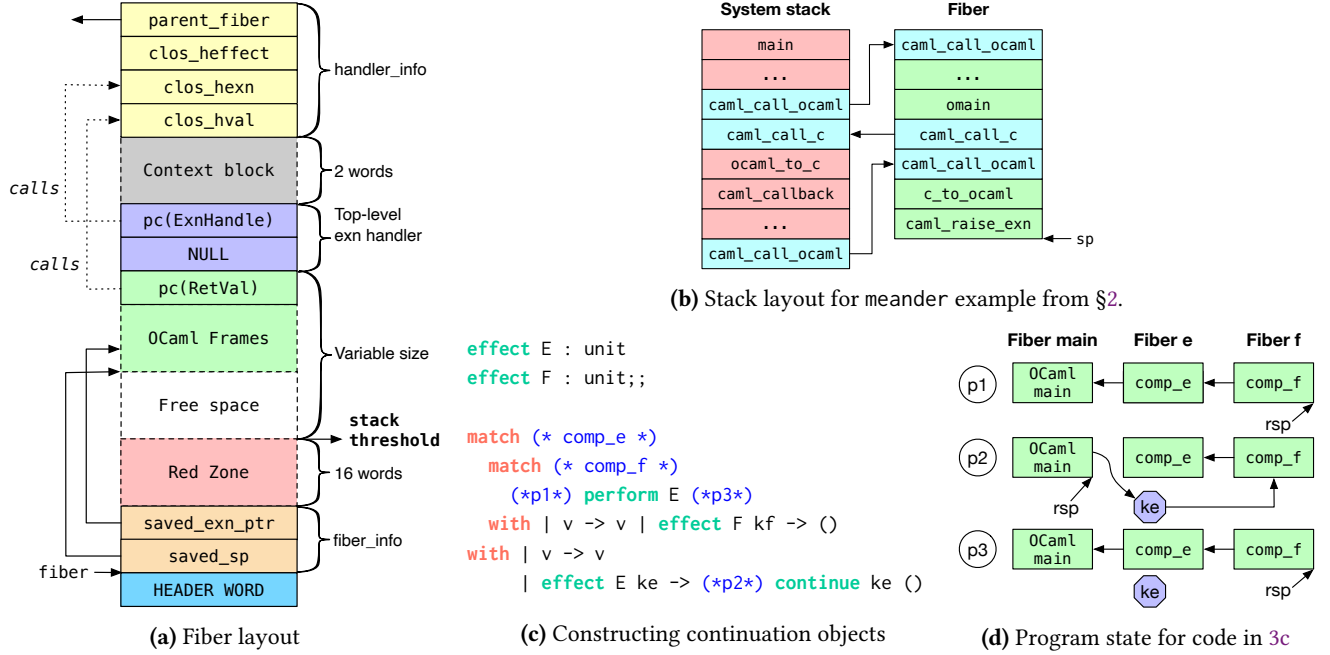 parent_fiber
clos_heffect
clos_hexn
clos_hval
handler_info
Context block
2 words
calls
pc(ExnHandle)
NULL
Top-level
exn handler
calls
pc(RetVal)
OCaml Frames
Free space
Variable size
stack
threshold
Red Zone
16 words
saved_exn_ptr
saved_sp
fiber_info
fiber
HEADER WORD
(a) Fiber layout
System stack
Fiber
main
...
caml_call_ocaml
caml_call_c
ocaml_to_c
caml_callback
...
caml_call_ocaml
caml_call_ocaml
...
omain
caml_call_c
caml_call_ocaml
c_to_ocaml
caml_raise_exn
sp
(b) Stack layout for meander example from §2.
effect E : unit
effect F : unit;;
match (* comp_e *)
match (* comp_f *)
(*p1*) perform E (*p3*)
with | v -> v | effect F kf -> ()
with | v -> v
| effect E ke -> (*p2*) continue ke ()
(c) Constructing continuation objects
Fiber main Fiber e Fiber f
p1
OCaml
main
comp_e
comp_f
rsp
p2
OCaml
main
comp_e
comp_f
rsp
ke
p3
OCaml
main
comp_e
comp_f
ke
rsp
(d) Program state for code in 3c